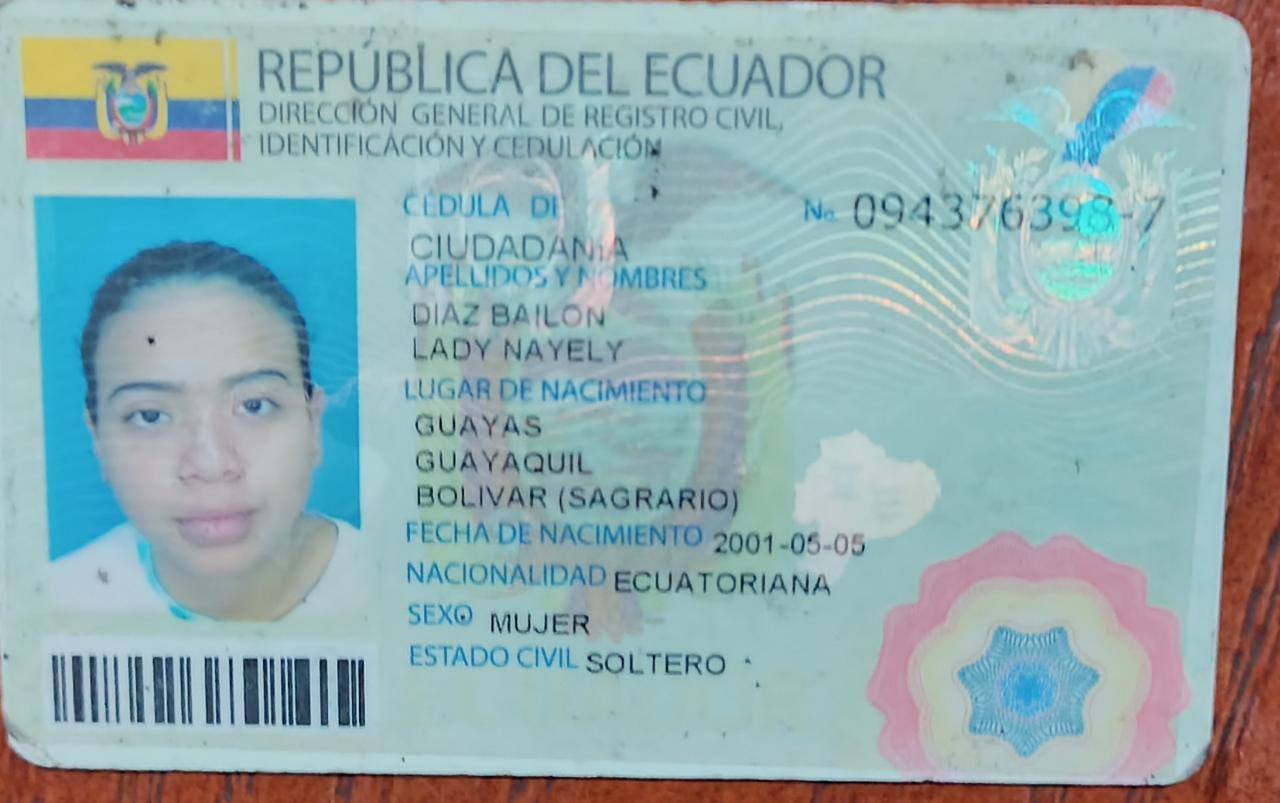 REPÚBLICA DEL ECUADOR
DIRECCIÓN GENERAL DE REGISTRO CIVIL,
IDENTIFICACIÓN Y CEDULACIÓN
CÉDULA DE
No. 094376398-7
CIUDADANÍA
APELLIDOS Y NOMBRES
DIAZ BAILON
LADY NAYELY
LUGAR DE NACIMIENTO
GUAYAS
GUAYAQUIL
BOLIVAR (SAGRARIO)
FECHA DE NACIMIENTO 2001-05-05
NACIONALIDAD ECUATORIANA
SEXO MUJER
ESTADO CIVIL SOLTERO